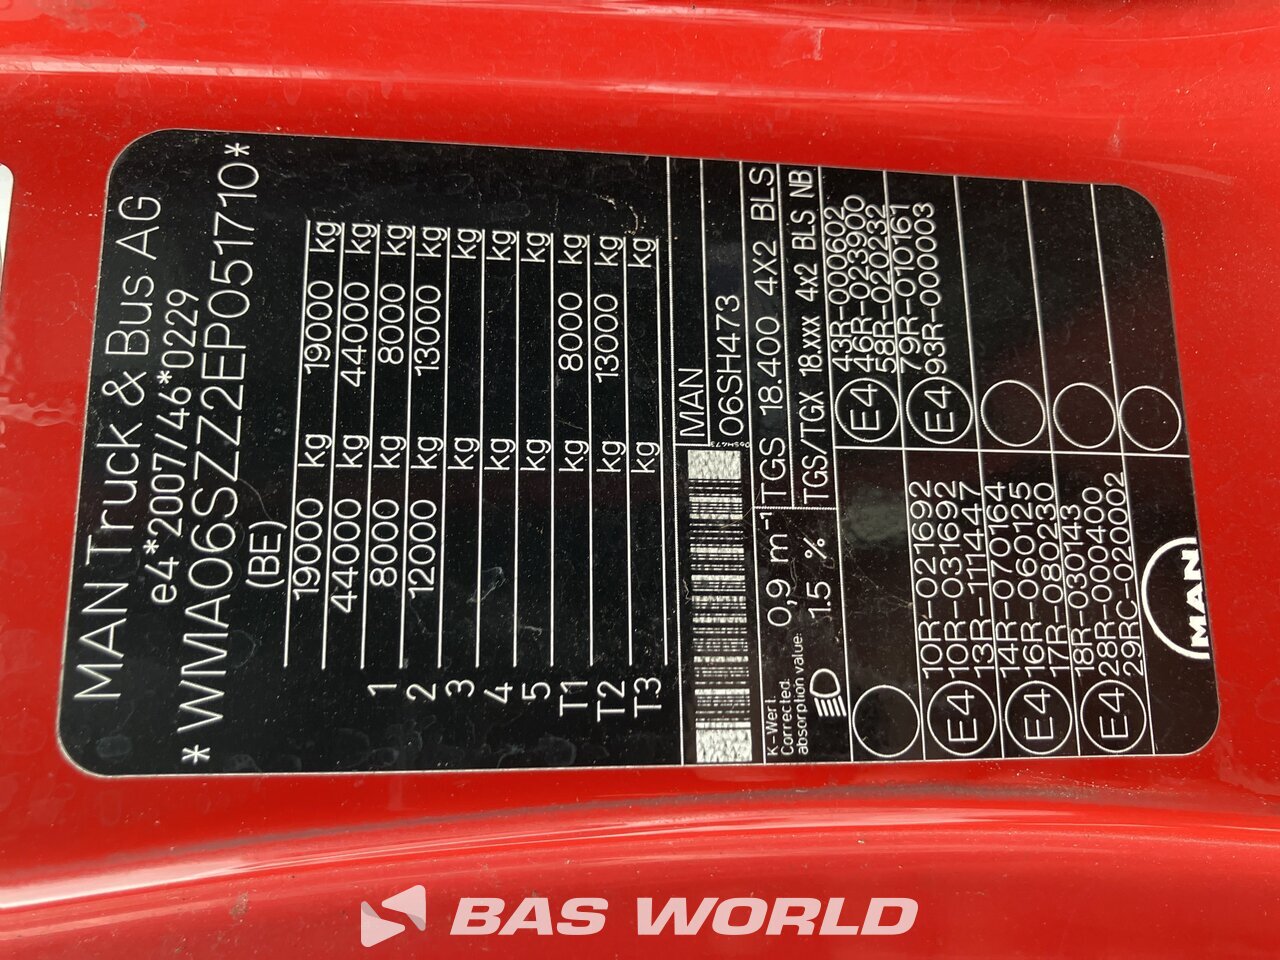 MAN Truck & Bus AG
e4*2007/46*0229
*WMA06SZZ2EP051710*
(BE)
19000 kg 19000 kg
44000 kg 44000 kg
1 8000 kg 8000 kg
2 12000 kg 13000 kg
3 kg kg
4 kg kg
5 kg kg
T1 kg 8000 kg
T2 kg 13000 kg
T3 kg kg
MAN
06SH473
06SH473
TGS 18.400 4X2 BLS
K-Wert.
Corrected.
absorption value:
0,9 m⁻¹
1.5 %
TGS/TGX 18.xxx 4x2 BLS NB
E4
43R-000602
46R-023900
58R-020232
E4
79R-010161
93R-000003
E4
10R-021692
10R-031692
13R-111447
E4
14R-070164
16R-060125
17R-080230
E4
18R-030143
28R-000400
29RC-020002
MAN
BAS WORLD